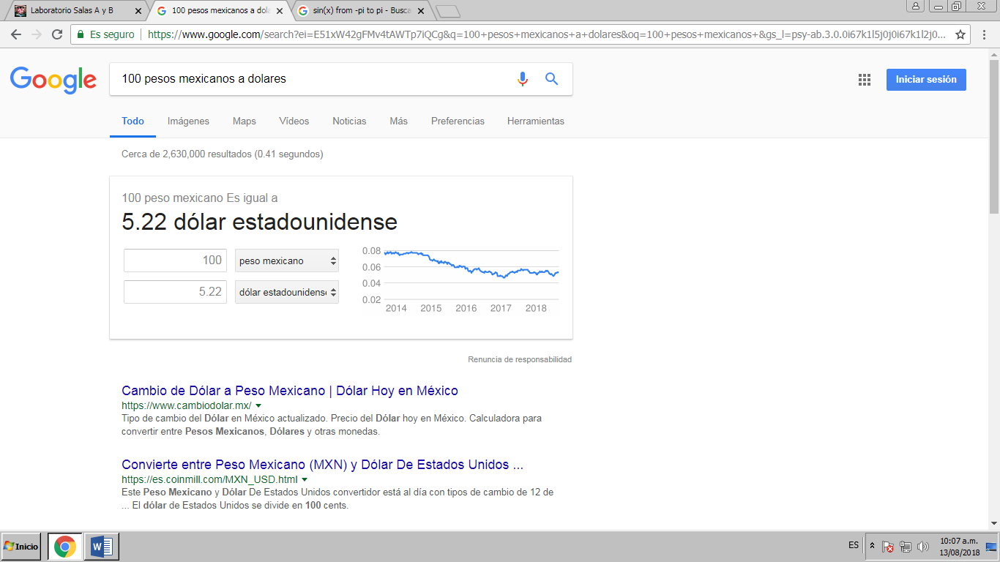 Laboratorio Salas A y B
100 pesos mexicanos a dola
sin(x) from -pi to pi - Busca
Es seguro
https://www.google.com/search?ei=E51xW42gFMv4tAWTp7iQCg&q=100+pesos+mexicanos+a+dolares&oq=100+pesos+mexicanos+&gs_l=psy-ab.3.0.0i67k1l5j0j0i67k1l2j0...
Google
100 pesos mexicanos a dolares
Iniciar sesión
Todo
Imágenes
Maps
Vídeos
Noticias
Más
Preferencias
Herramientas
Cerca de 2,630,000 resultados (0.41 segundos)
100 peso mexicano Es igual a
5.22 dólar estadounidense
100
peso mexicano
5.22
dólar estadounidens
0.08
0.06
0.04
0.02
2014
2015
2016
2017
2018
Renuncia de responsabilidad
Cambio de Dólar a Peso Mexicano | Dólar Hoy en México
https://www.cambiodolar.mx/
Tipo de cambio del Dólar en México actualizado. Precio del Dólar hoy en México. Calculadora para
convertir entre Pesos Mexicanos, Dólares y otras monedas.
Convierte entre Peso Mexicano (MXN) y Dólar De Estados Unidos ...
https://es.coinmill.com/MXN_USD.html
Este Peso Mexicano y Dólar De Estados Unidos convertidor está al día con tipos de cambio de 12 de
... El dólar de Estados Unidos se divide en 100 cents.
Inicio
W
ES
10:07 a.m.
13/08/2018